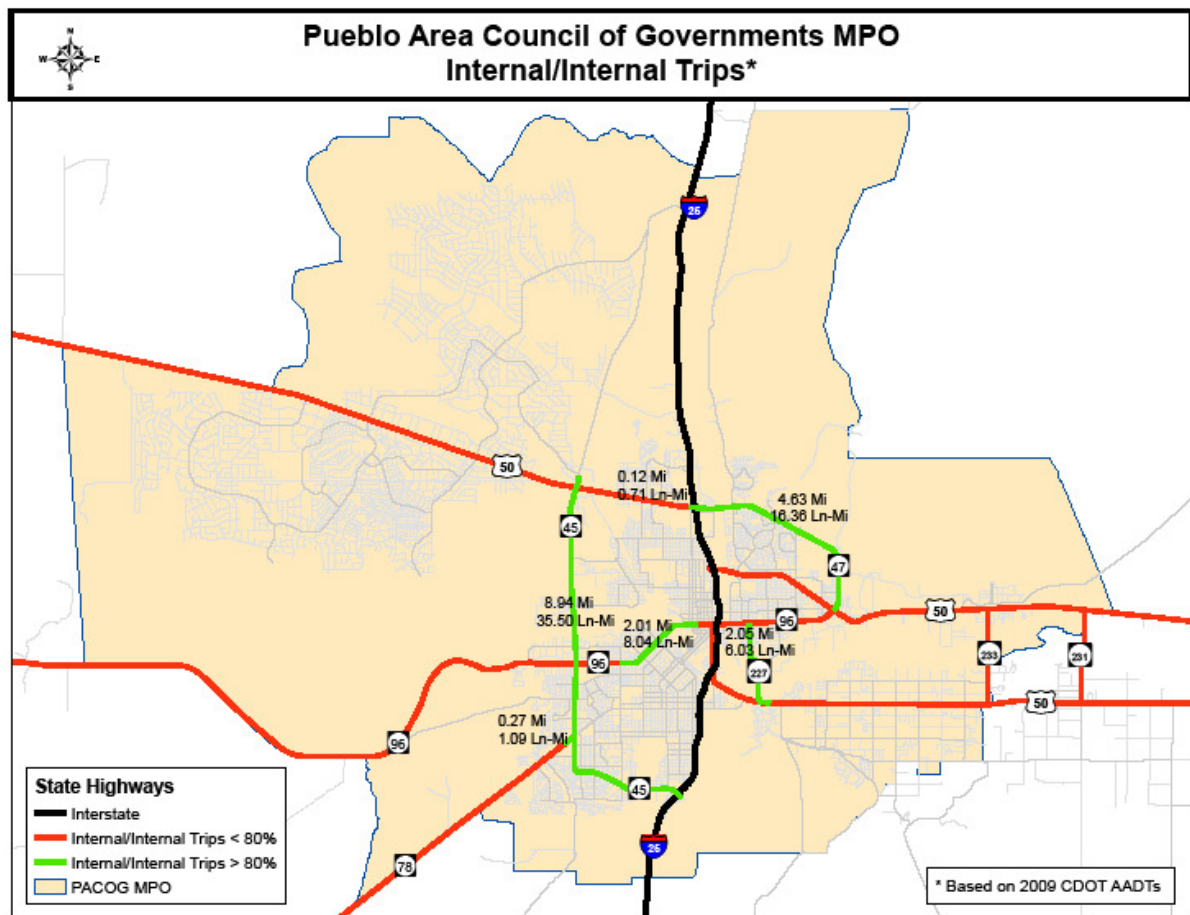 Pueblo Area Council of Governments MPO
Internal/Internal Trips*
N
W
E
S
25
50
0.12 Mi
0.71 Ln-Mi
4.63 Mi
16.36 Ln-Mi
45
47
8.94 Mi
35.50 Ln-Mi
2.01 Mi
8.04 Ln-Mi
96
50
2.05 Mi
6.03 Ln-Mi
96
227
233
231
50
96
0.27 Mi
1.09 Ln-Mi
45
25
78
State Highways
Interstate
Internal/Internal Trips < 80%
Internal/Internal Trips > 80%
PACOG MPO
* Based on 2009 CDOT AADTs